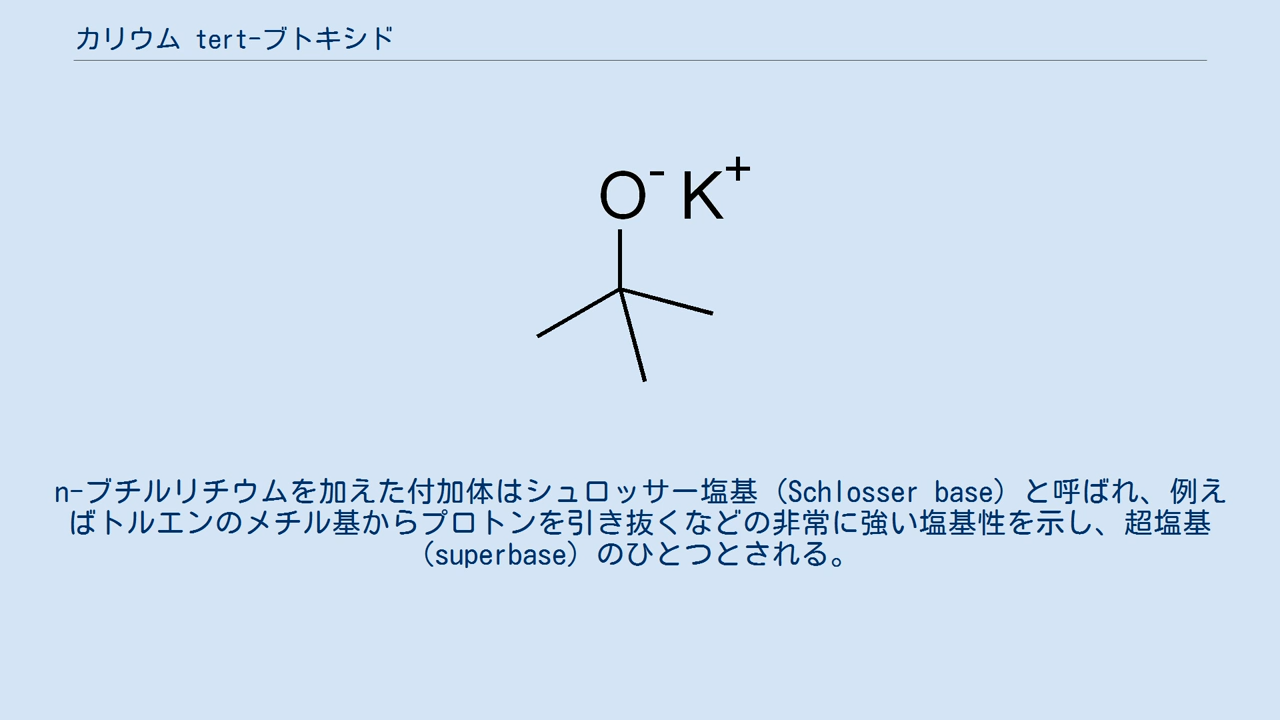 カリウム tert-ブトキシド
O- K+
n-ブチルリチウムを加えた付加体はシュロッサー塩基（Schlosser base）と呼ばれ、例え
ばトルエンのメチル基からプロトンを引き抜くなどの非常に強い塩基性を示し、超塩基
（superbase）のひとつとされる。